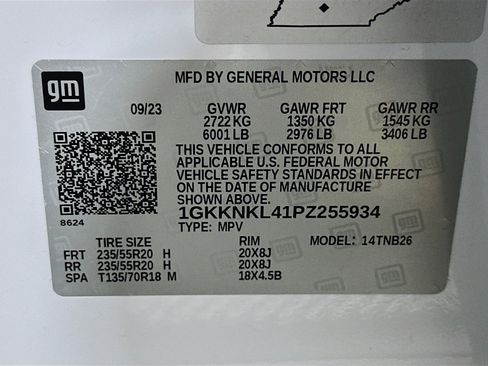 gm
MFD BY GENERAL MOTORS LLC
09/23 GVWR GAWR FRT GAWR RR
2722 KG 1350 KG 1545 KG
6001 LB 2976 LB 3406 LB
THIS VEHICLE CONFORMS TO ALL
APPLICABLE U.S. FEDERAL MOTOR
VEHICLE SAFETY STANDARDS IN EFFECT
ON THE DATE OF MANUFACTURE
SHOWN ABOVE.
1GKKNKL41PZ255934
8624
TYPE: MPV MODEL: 14TNB26
TIRE SIZE RIM
FRT 235/55R20 H 20X8J
RR 235/55R20 H 20X8J
SPA T135/70R18 M 18X4.5B